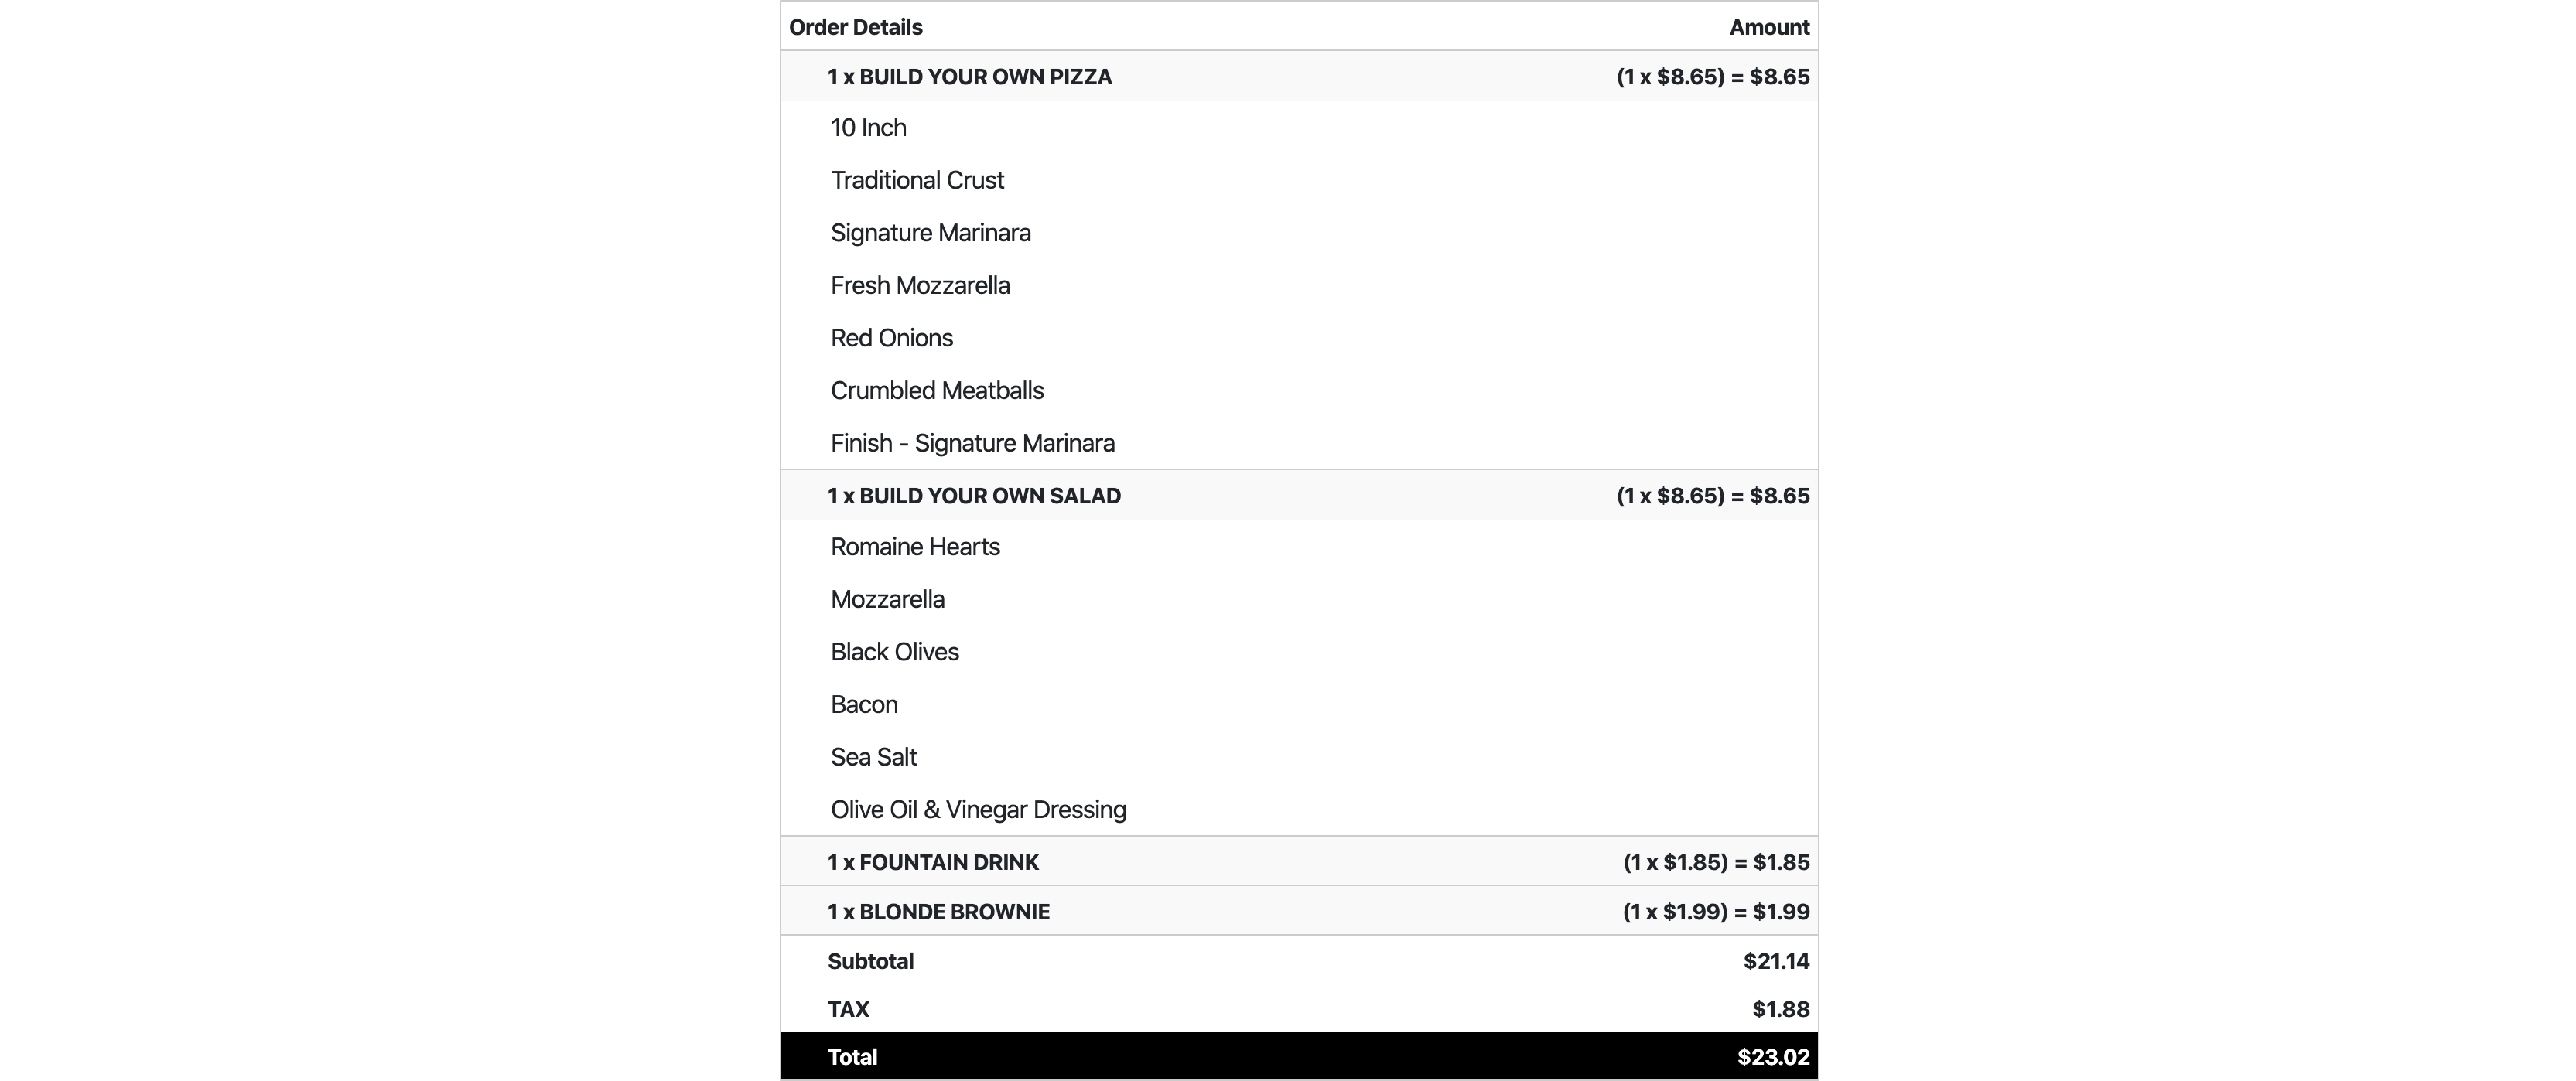 Order Details Amount
1 x BUILD YOUR OWN PIZZA (1 x $8.65) = $8.65
10 Inch
Traditional Crust
Signature Marinara
Fresh Mozzarella
Red Onions
Crumbled Meatballs
Finish - Signature Marinara
1 x BUILD YOUR OWN SALAD (1 x $8.65) = $8.65
Romaine Hearts
Mozzarella
Black Olives
Bacon
Sea Salt
Olive Oil & Vinegar Dressing
1 x FOUNTAIN DRINK (1 x $1.85) = $1.85
1 x BLONDE BROWNIE (1 x $1.99) = $1.99
Subtotal $21.14
TAX $1.88
Total $23.02